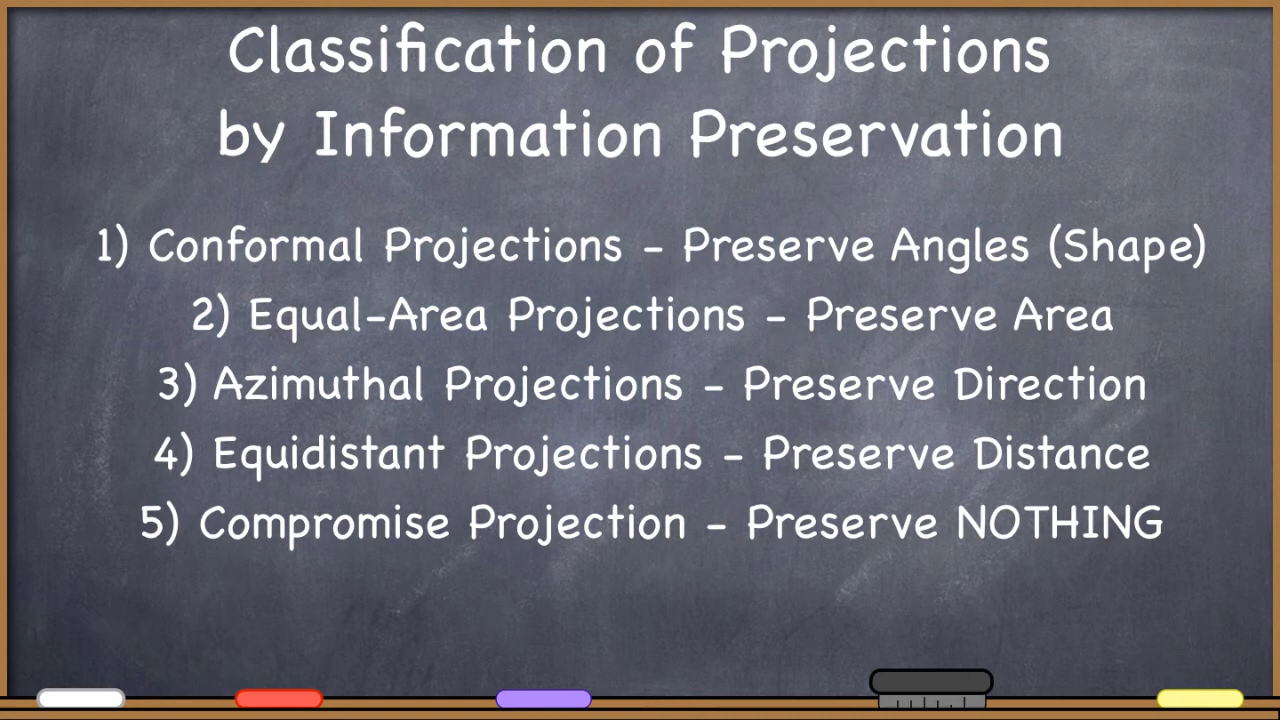 Classification of Projections
by Information Preservation
1) Conformal Projections - Preserve Angles (Shape)
2) Equal-Area Projections - Preserve Area
3) Azimuthal Projections - Preserve Direction
4) Equidistant Projections - Preserve Distance
5) Compromise Projection - Preserve NOTHING